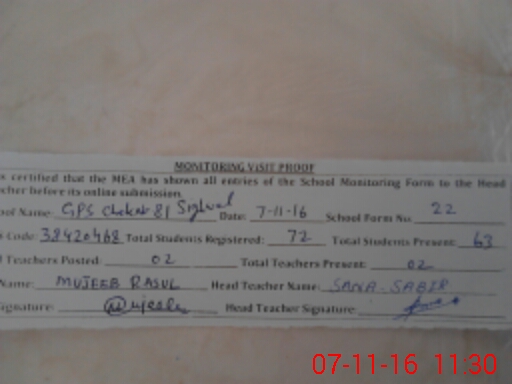 MONITORING VISIT PROOF
s certified that the MEA has shown all entries of the School Monitoring Form to the Head
cher before its online submission.
ool Name: GPS Chakat 81 Sighwal Date: 7-11-16 School Form No. 22
S Code: 38420468 Total Students Registered: 72 Total Students Present: 63
l Teachers Posted: 02 Total Teachers Present: 02
Name: MUJEEB RASUL Head Teacher Name: SANA-SABIR
Signature: Mujeeb Head Teacher Signature:
07-11-16 11:30